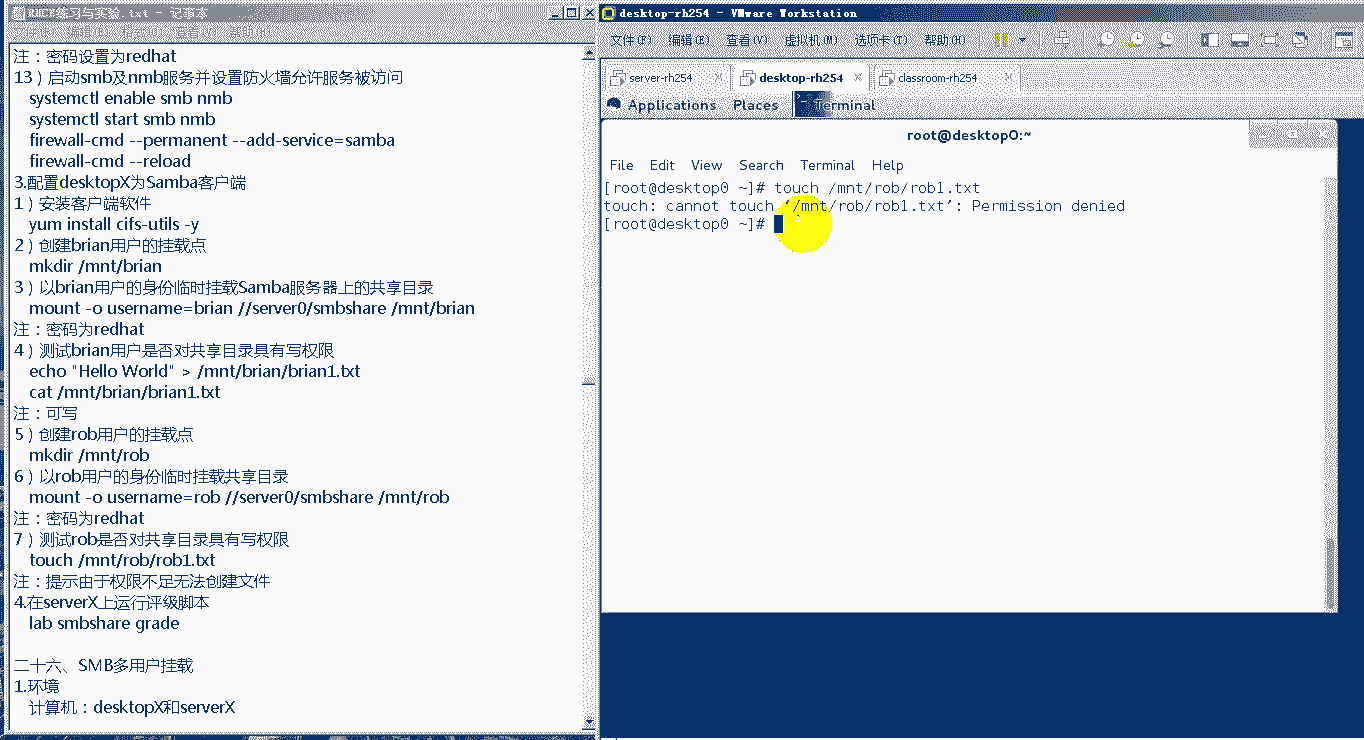 RHCE练习与实验.txt - 记事本
注：密码设置为redhat
13）启动smb及nmb服务并设置防火墙允许服务被访问
systemctl enable smb nmb
systemctl start smb nmb
firewall-cmd --permanent --add-service=samba
firewall-cmd --reload
3.配置desktopX为Samba客户端
1）安装客户端软件
yum install cifs-utils -y
2）创建brian用户的挂载点
mkdir /mnt/brian
3）以brian用户的身份临时挂载Samba服务器上的共享目录
mount -o username=brian //server0/smbshare /mnt/brian
注：密码为redhat
4）测试brian用户是否对共享目录具有写权限
echo "Hello World" > /mnt/brian/brian1.txt
cat /mnt/brian/brian1.txt
注：可写
5）创建rob用户的挂载点
mkdir /mnt/rob
6）以rob用户的身份临时挂载共享目录
mount -o username=rob //server0/smbshare /mnt/rob
注：密码为redhat
7）测试rob是否对共享目录具有写权限
touch /mnt/rob/rob1.txt
注：提示由于权限不足无法创建文件
4.在serverX上运行评级脚本
lab smbshare grade
二十六、SMB多用户挂载
1.环境
计算机：desktopX和serverX
desktop-rh254 - VMware Workstation
文件(F) 编辑(E) 查看(V) 虚拟机(M) 选项卡(T) 帮助(H)
server-rh254 desktop-rh254 classroom-rh254
Applications Places Terminal
root@desktop0:~
File Edit View Search Terminal Help
[root@desktop0 ~]# touch /mnt/rob/rob1.txt
touch: cannot touch ‘/mnt/rob/rob1.txt’: Permission denied
[root@desktop0 ~]#